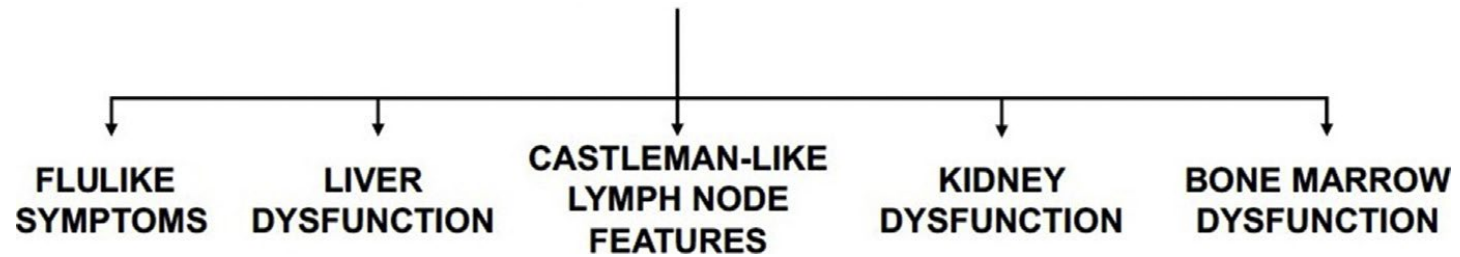 FLULIKE
SYMPTOMS
LIVER
DYSFUNCTION
CASTLEMAN-LIKE
LYMPH NODE
FEATURES
KIDNEY
DYSFUNCTION
BONE MARROW
DYSFUNCTION